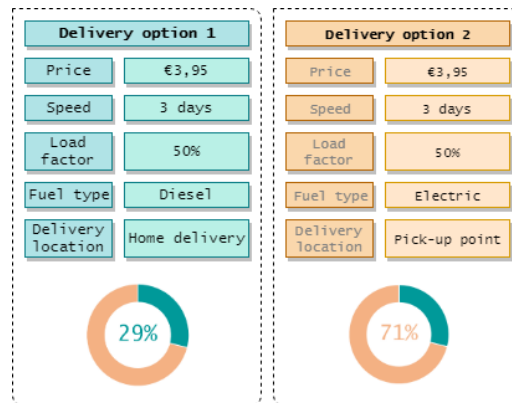 Delivery option 1
Price
€3,95
Speed
3 days
Load
factor
50%
Fuel type
Diesel
Delivery
location
Home delivery
29%
Delivery option 2
Price
€3,95
Speed
3 days
Load
factor
50%
Fuel type
Electric
Delivery
location
Pick-up point
71%